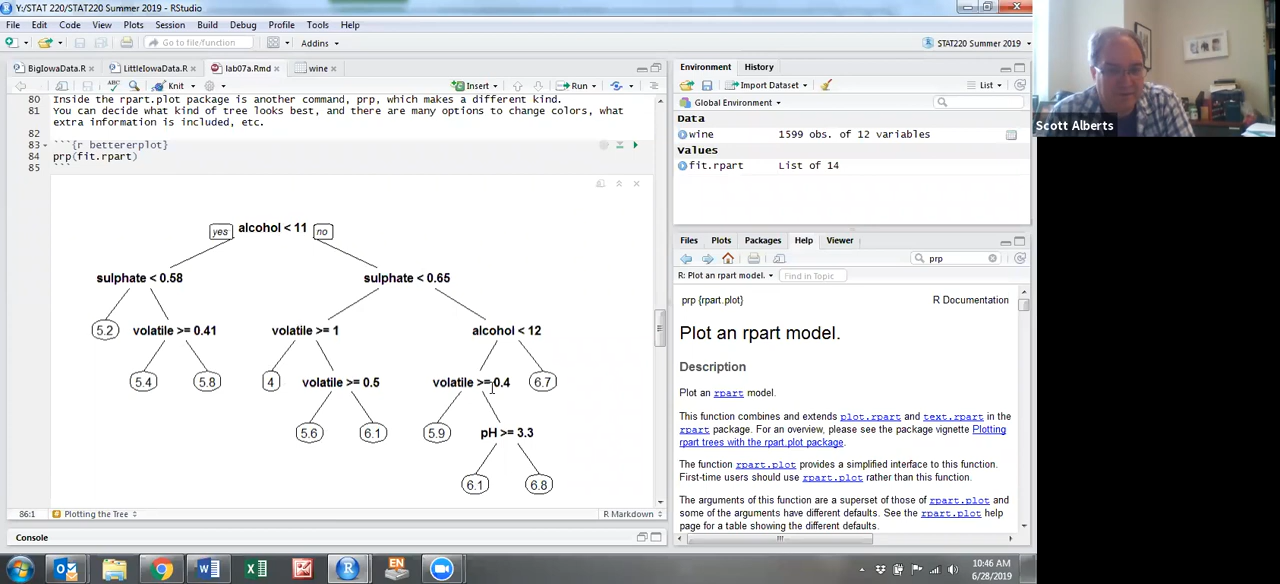 Y:/STAT 220/STAT220 Summer 2019 - RStudio
File Edit Code View Plots Session Build Debug Profile Tools Help
Go to file/function Addins
STAT220 Summer 2019
BigIowaData.R LittleIowaData.R lab07a.Rmd wine
Knit Insert Run
80 Inside the rpart.plot package is another command, prp, which makes a different kind.
81 You can decide what kind of tree looks best, and there are many options to change colors, what
extra information is included, etc.
82
83 ```{r bettererplot}
84 prp(fit.rpart)
85 ```
yes alcohol < 11 no
sulphate < 0.58 sulphate < 0.65
5.2 volatile >= 0.41 volatile >= 1 alcohol < 12
5.4 5.8 4 volatile >= 0.5 volatile >= 0.4 6.7
5.6 6.1 5.9 pH >= 3.3
6.1 6.8
86:1 Plotting the Tree R Markdown
Console
Environment History
Import Dataset List
Global Environment
Data
wine 1599 obs. of 12 variables
Values
fit.rpart List of 14
Files Plots Packages Help Viewer
prp
R: Plot an rpart model. Find in Topic
prp {rpart.plot} R Documentation
Plot an rpart model.
Description
Plot an rpart model.
This function combines and extends plot.rpart and text.rpart in the
rpart package. For an overview, please see the package vignette Plotting
rpart trees with the rpart.plot package.
The function rpart.plot provides a simplified interface to this function.
First-time users should use rpart.plot rather than this function.
The arguments of this function are a superset of those of rpart.plot and
some of the arguments have different defaults. See the rpart.plot help
page for a table showing the different defaults.
Scott Alberts
EN
10:46 AM
6/28/2019